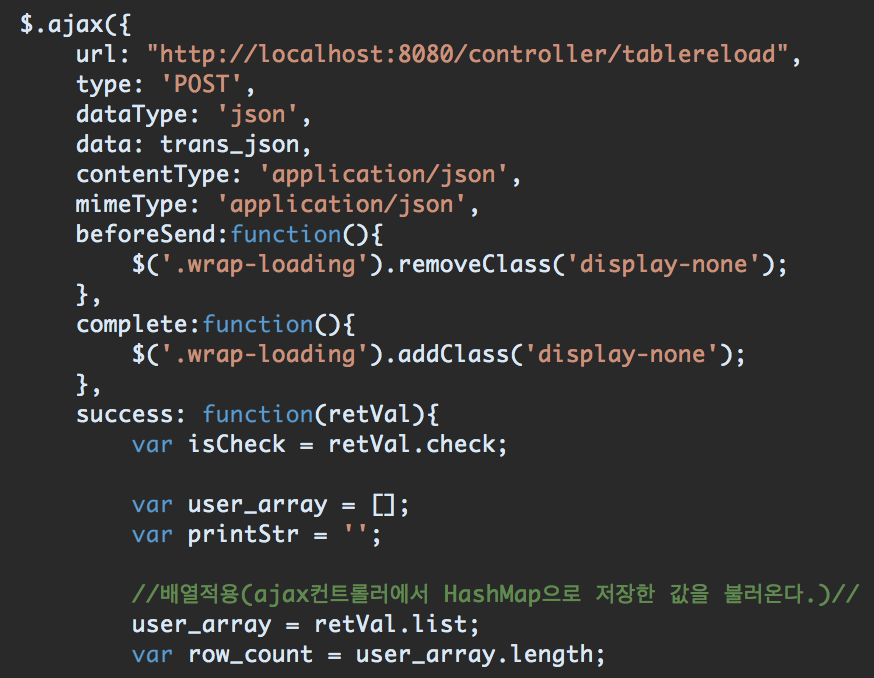 $.ajax({
url: "http://localhost:8080/controller/tablereload",
type: 'POST',
dataType: 'json',
data: trans_json,
contentType: 'application/json',
mimeType: 'application/json',
beforeSend:function(){
$('.wrap-loading').removeClass('display-none');
},
complete:function(){
$('.wrap-loading').addClass('display-none');
},
success: function(retVal){
var isCheck = retVal.check;
var user_array = [];
var printStr = '';
//배열적용(ajax컨트롤러에서 HashMap으로 저장한 값을 불러온다.)//
user_array = retVal.list;
var row_count = user_array.length;